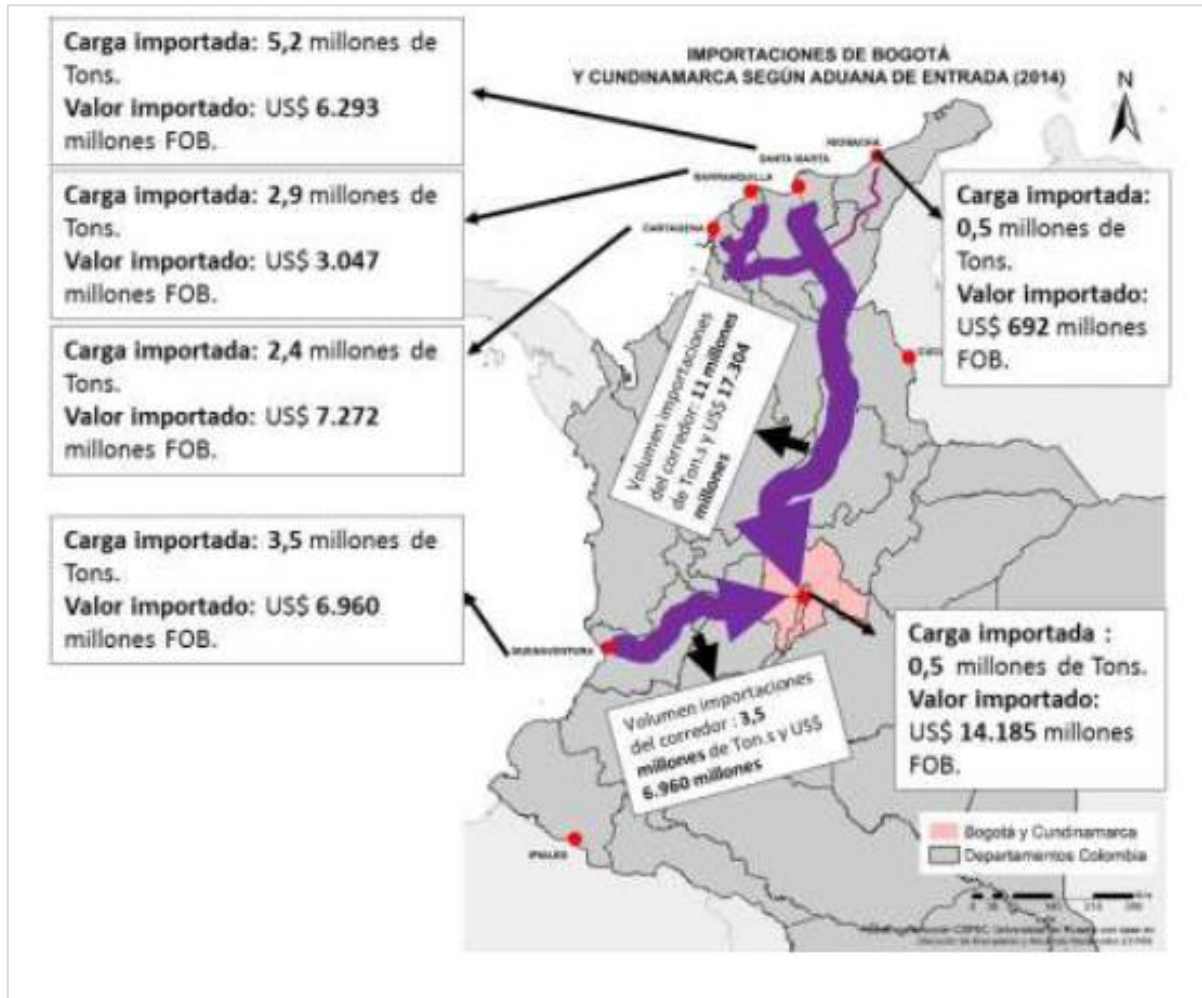 IMPORTACIONES DE BOGOTÁ
Y CUNDINAMARCA SEGÚN ADUANA DE ENTRADA (2014)
N
Carga importada: 5,2 millones de
Tons.
Valor importado: US$ 6.293
millones FOB.
Carga importada: 2,9 millones de
Tons.
Valor importado: US$ 3.047
millones FOB.
Carga importada: 2,4 millones de
Tons.
Valor importado: US$ 7.272
millones FOB.
Carga importada: 3,5 millones de
Tons.
Valor importado: US$ 6.960
millones FOB.
RIOHACHA
SANTA MARTA
BARRANQUILLA
CARTAGENA
Carga importada:
0,5 millones de
Tons.
Valor importado:
US$ 692 millones
FOB.
Volumen importaciones
del corredor: 11 millones
de Ton.s y US$ 17.304
millones
BUENAVENTURA
Volumen importaciones
del corredor : 3,5
millones de Ton.s y US$
6.960 millones
Carga importada :
0,5 millones de Tons.
Valor importado:
US$ 14.185 millones
FOB.
IPIALES
Bogotá y Cundinamarca
Departamentos Colombia